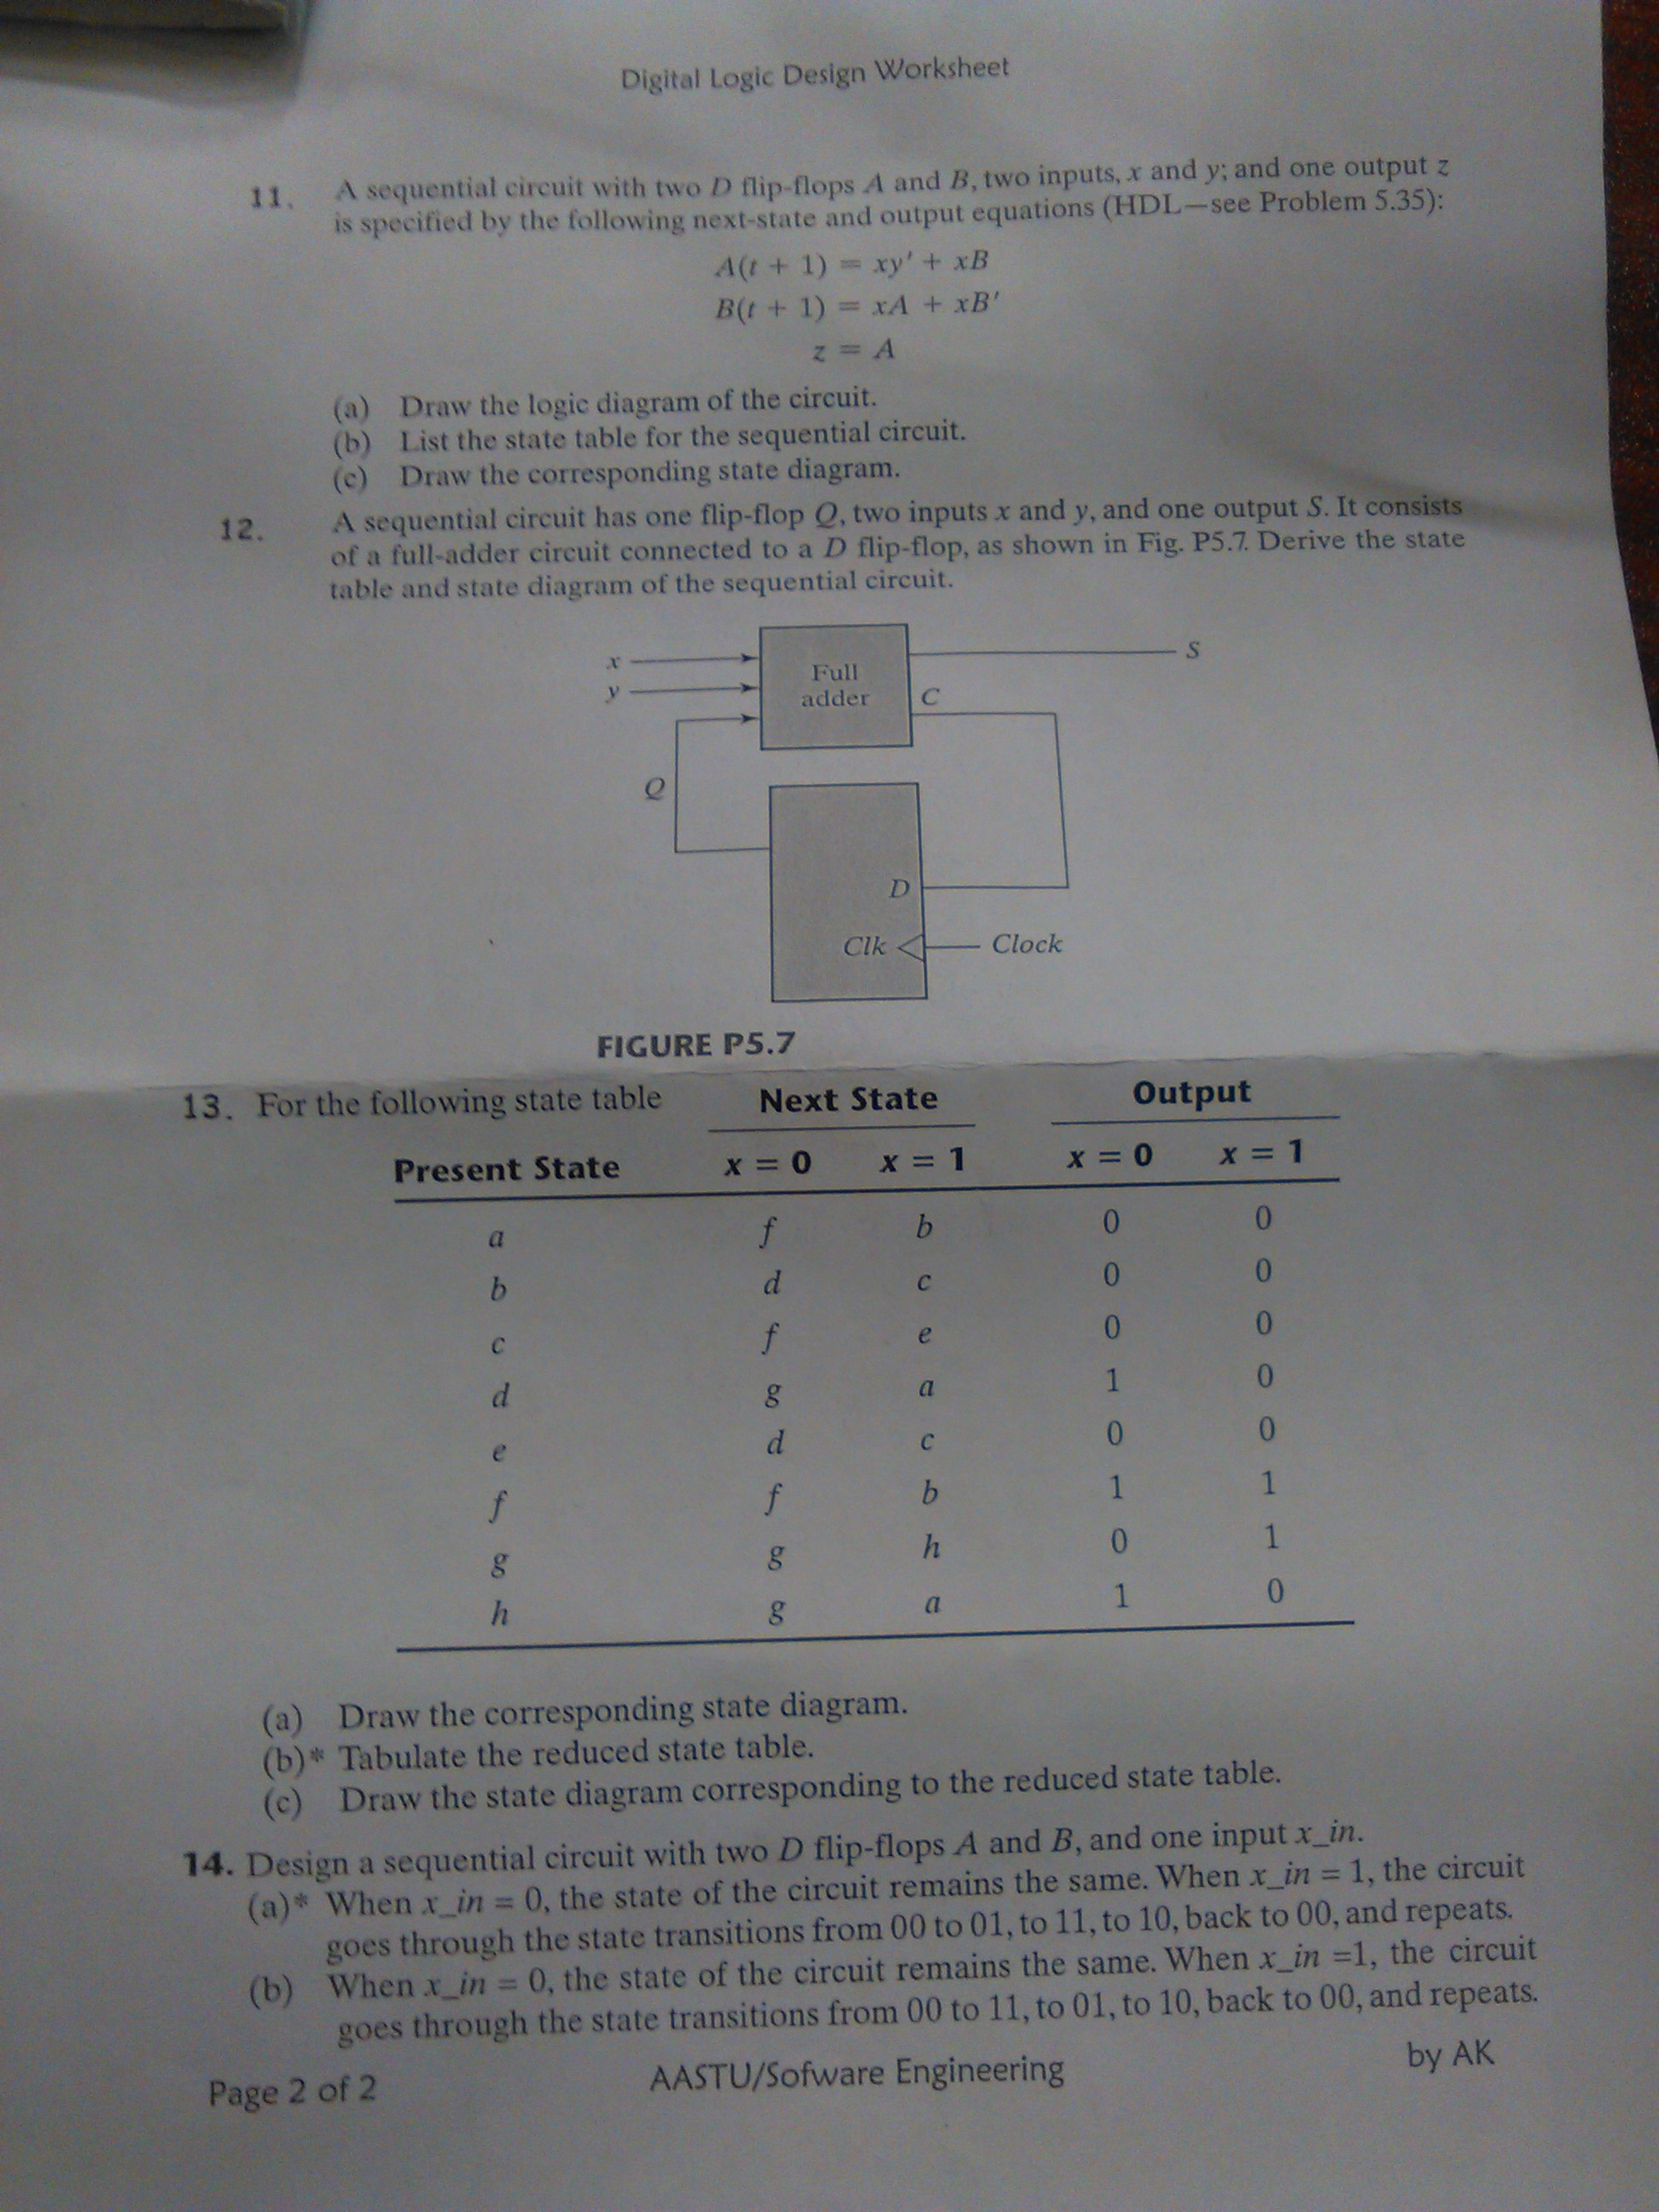 Digital Logic Design Worksheet
11. A sequential circuit with two D flip-flops A and B, two inputs, x and y; and one output z
is specified by the following next-state and output equations (HDL—see Problem 5.35):
A(t + 1) = xy' + xB
B(t + 1) = xA + xB'
z = A
(a) Draw the logic diagram of the circuit.
(b) List the state table for the sequential circuit.
(c) Draw the corresponding state diagram.
12. A sequential circuit has one flip-flop Q, two inputs x and y, and one output S. It consists
of a full-adder circuit connected to a D flip-flop, as shown in Fig. P5.7. Derive the state
table and state diagram of the sequential circuit.
x
y
Full
adder
S
C
Q
D
Clk
Clock
FIGURE P5.7
13. For the following state table
Next State Output
Present State x = 0 x = 1 x = 0 x = 1
a f b 0 0
b d c 0 0
c f e 0 0
d g a 1 0
e d c 0 0
f f b 1 1
g g h 0 1
h g a 1 0
(a) Draw the corresponding state diagram.
(b)* Tabulate the reduced state table.
(c) Draw the state diagram corresponding to the reduced state table.
14. Design a sequential circuit with two D flip-flops A and B, and one input x_in.
(a)* When x_in = 0, the state of the circuit remains the same. When x_in = 1, the circuit
goes through the state transitions from 00 to 01, to 11, to 10, back to 00, and repeats.
(b) When x_in = 0, the state of the circuit remains the same. When x_in =1, the circuit
goes through the state transitions from 00 to 11, to 01, to 10, back to 00, and repeats.
Page 2 of 2 AASTU/Sofware Engineering by AK